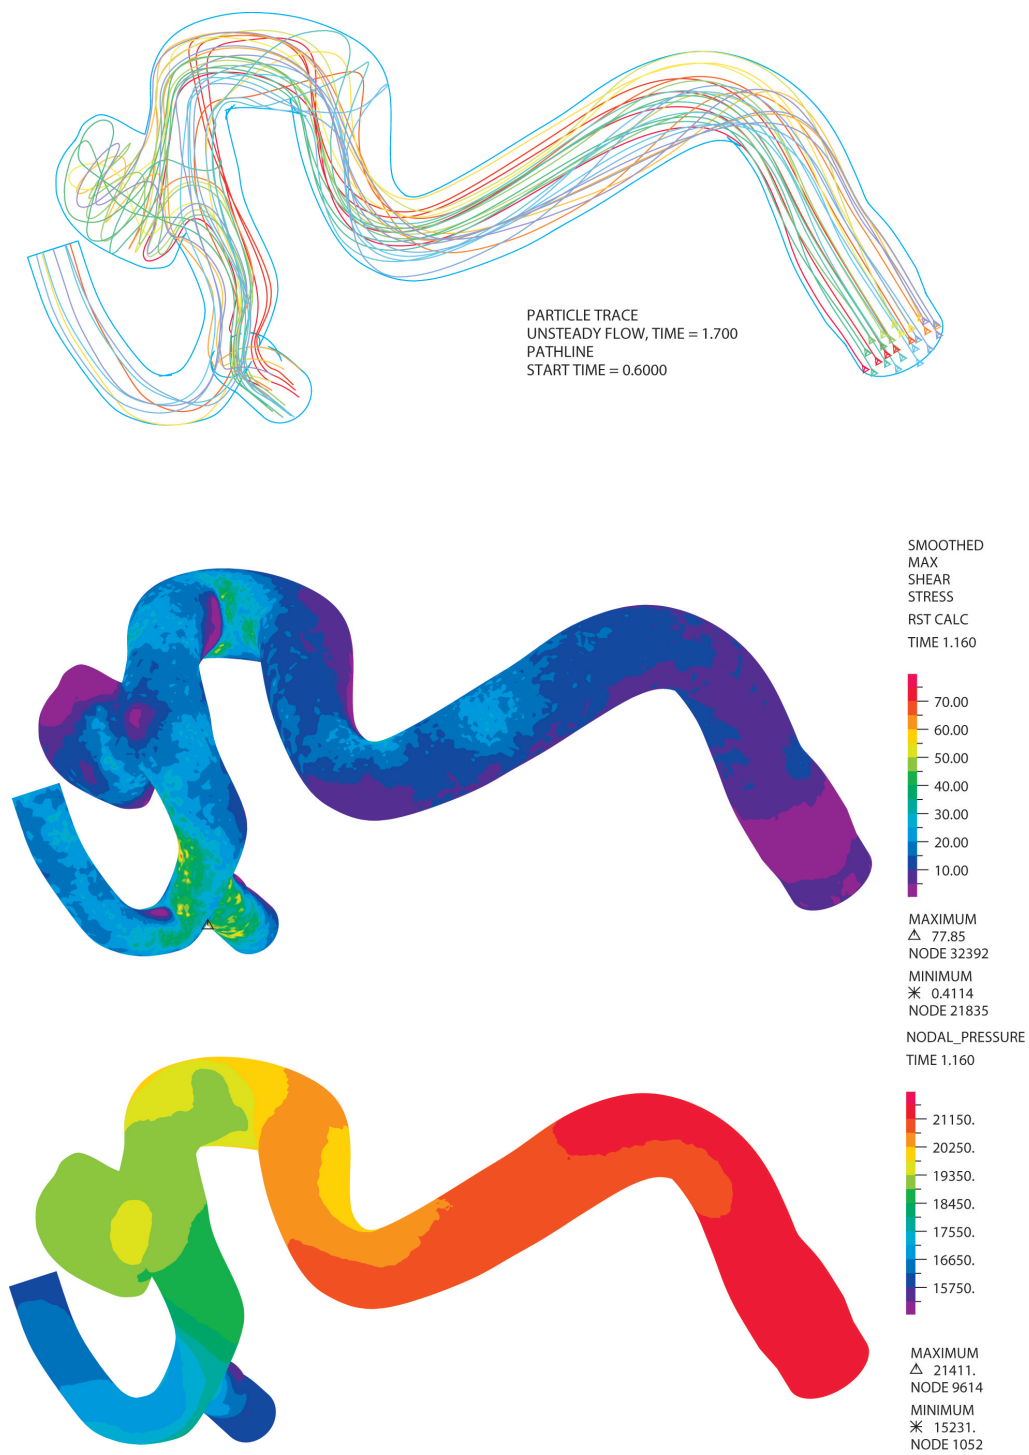 PARTICLE TRACE
UNSTEADY FLOW, TIME = 1.700
PATHLINE
START TIME = 0.6000
SMOOTHED
MAX
SHEAR
STRESS
RST CALC
TIME 1.160
70.00
60.00
50.00
40.00
30.00
20.00
10.00
MAXIMUM
77.85
NODE 32392
MINIMUM
0.4114
NODE 21835
NODAL_PRESSURE
TIME 1.160
21150.
20250.
19350.
18450.
17550.
16650.
15750.
MAXIMUM
21411.
NODE 9614
MINIMUM
15231.
NODE 1052